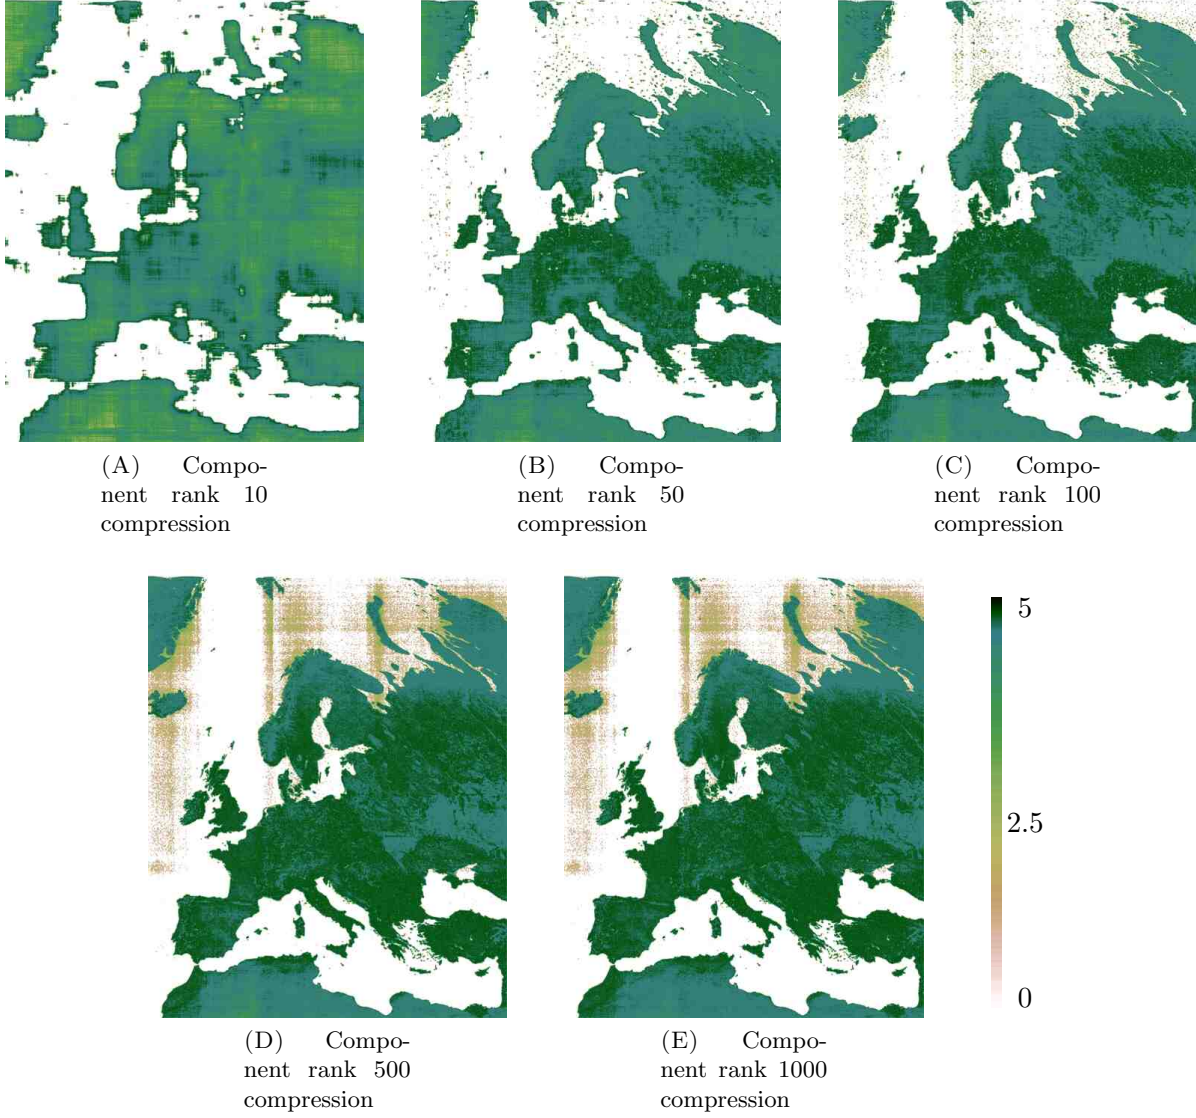 (A) Compo-
nent rank 10
compression
(B) Compo-
nent rank 50
compression
(C) Compo-
nent rank 100
compression
5
2.5
0
(D) Compo-
nent rank 500
compression
(E) Compo-
nent rank 1000
compression